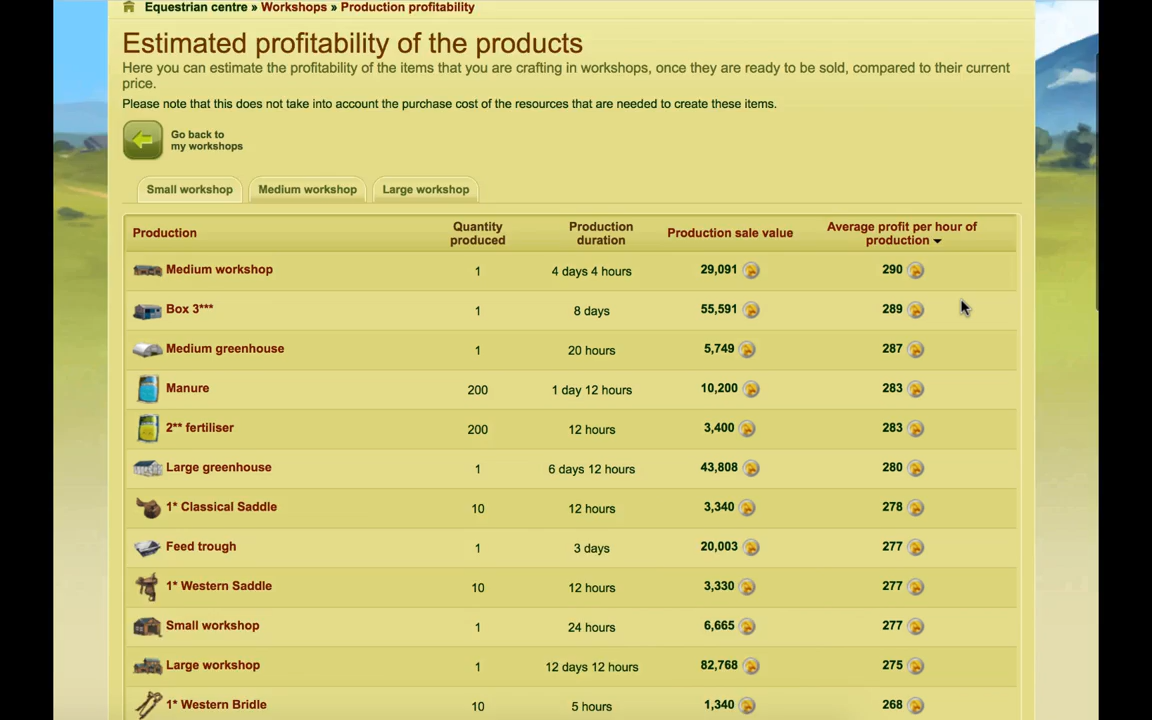 Equestrian centre » Workshops » Production profitability
Estimated profitability of the products
Here you can estimate the profitability of the items that you are crafting in workshops, once they are ready to be sold, compared to their current
price.
Please note that this does not take into account the purchase cost of the resources that are needed to create these items.
Go back to
my workshops
Small workshop Medium workshop Large workshop
Production Quantity produced Production duration Production sale value Average profit per hour of production
Medium workshop 1 4 days 4 hours 29,091 290
Box 3*** 1 8 days 55,591 289
Medium greenhouse 1 20 hours 5,749 287
Manure 200 1 day 12 hours 10,200 283
2** fertiliser 200 12 hours 3,400 283
Large greenhouse 1 6 days 12 hours 43,808 280
1* Classical Saddle 10 12 hours 3,340 278
Feed trough 1 3 days 20,003 277
1* Western Saddle 10 12 hours 3,330 277
Small workshop 1 24 hours 6,665 277
Large workshop 1 12 days 12 hours 82,768 275
1* Western Bridle 10 5 hours 1,340 268